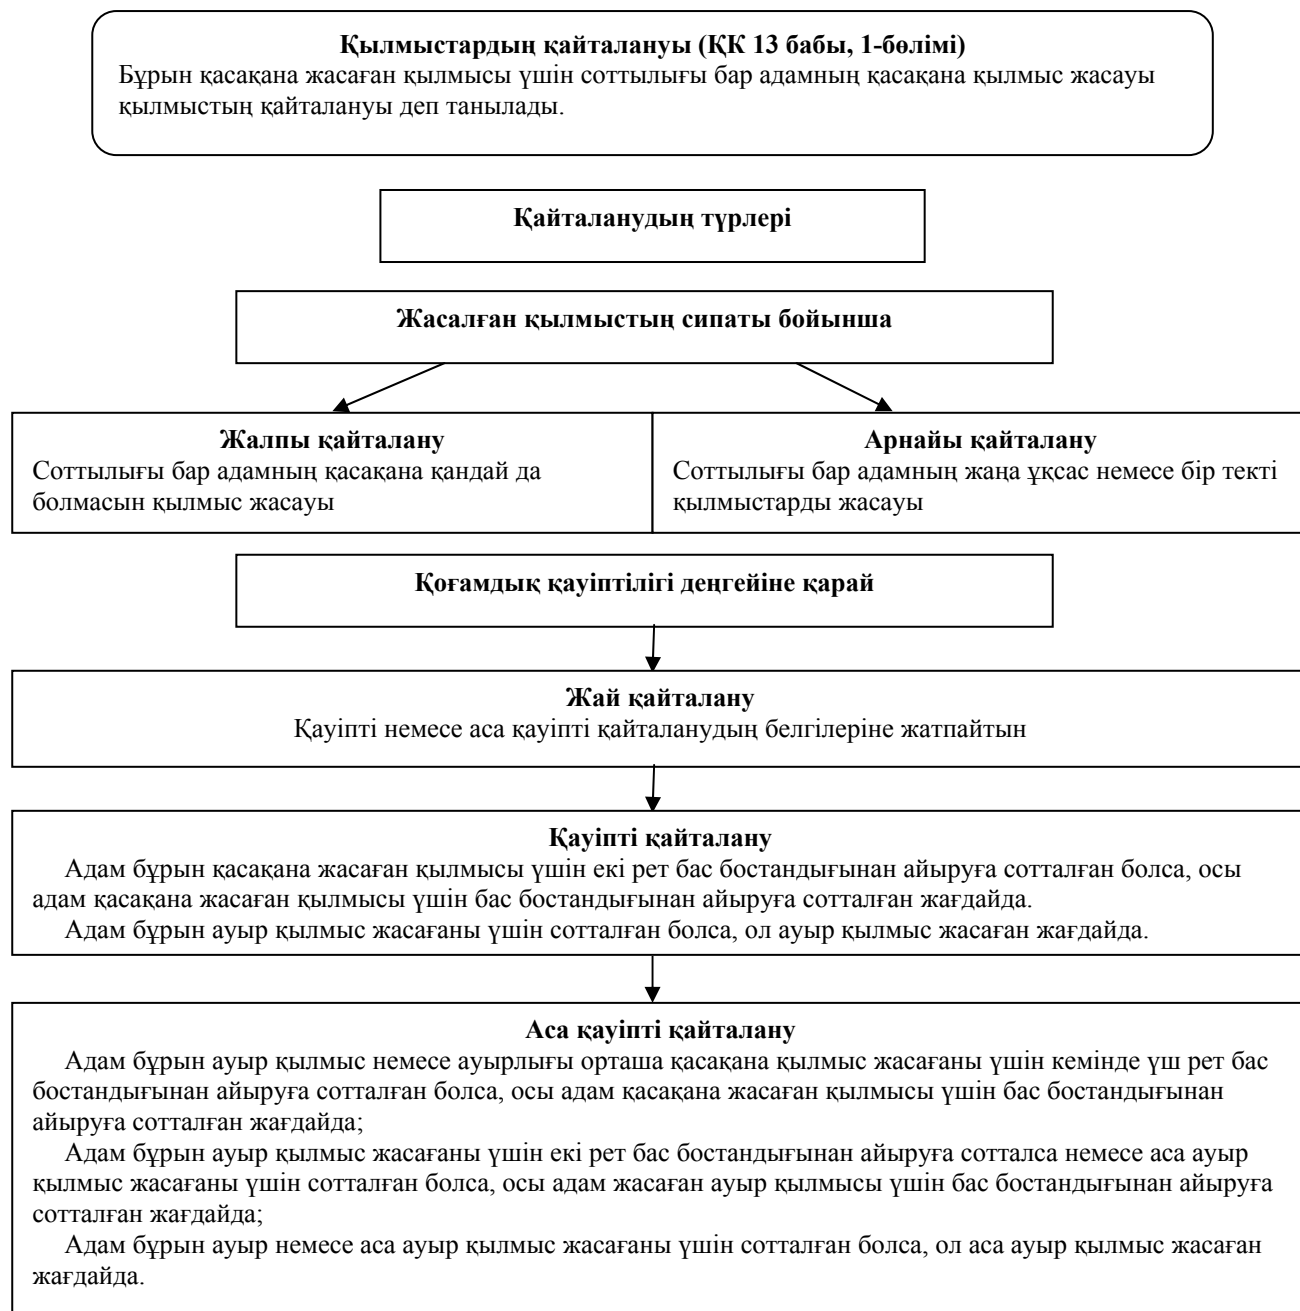 Қылмыстардың қайталануы (ҚК 13 бабы, 1-бөлімі)
Бұрын қасақана жасаған қылмысы үшін соттылығы бар адамның қасақана қылмыс жасауы
қылмыстың қайталануы деп танылады.
Қайталанудың түрлері
Жасалған қылмыстың сипаты бойынша
Жалпы қайталану
Соттылығы бар адамның қасақана қандай да
болмасын қылмыс жасауы
Арнайы қайталану
Соттылығы бар адамның жаңа ұқсас немесе бір текті
қылмыстарды жасауы
Қоғамдық қауіптілігі деңгейіне қарай
Жай қайталану
Қауіпті немесе аса қауіпті қайталанудың белгілеріне жатпайтын
Қауіпті қайталану
Адам бұрын қасақана жасаған қылмысы үшін екі рет бас бостандығынан айыруға сотталған болса, осы
адам қасақана жасаған қылмысы үшін бас бостандығынан айыруға сотталған жағдайда.
Адам бұрын ауыр қылмыс жасағаны үшін сотталған болса, ол ауыр қылмыс жасаған жағдайда.
Аса қауіпті қайталану
Адам бұрын ауыр қылмыс немесе ауырлығы орташа қасақана қылмыс жасағаны үшін кемінде үш рет бас
бостандығынан айыруға сотталған болса, осы адам қасақана жасаған қылмысы үшін бас бостандығынан
айыруға сотталған жағдайда;
Адам бұрын ауыр қылмыс жасағаны үшін екі рет бас бостандығынан айыруға сотталса немесе аса ауыр
қылмыс жасағаны үшін сотталған болса, осы адам жасаған ауыр қылмысы үшін бас бостандығынан айыруға
сотталған жағдайда;
Адам бұрын ауыр немесе аса ауыр қылмыс жасағаны үшін сотталған болса, ол аса ауыр қылмыс жасаған
жағдайда.